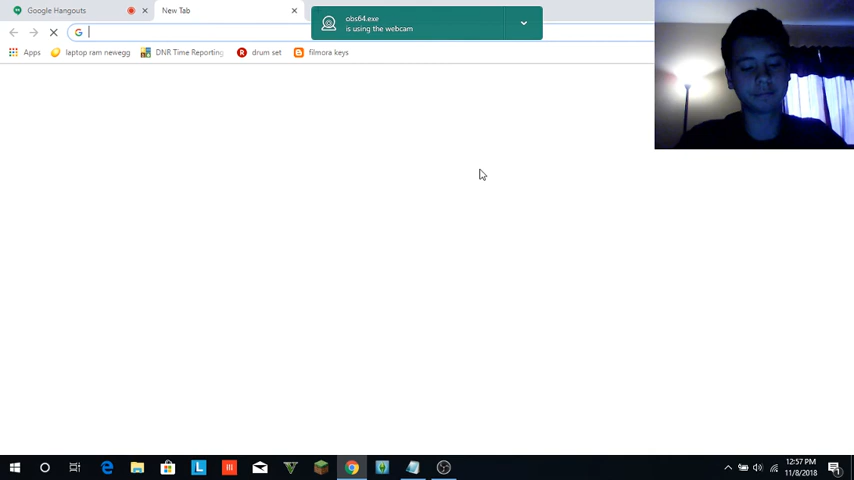 Google Hangouts
New Tab
obs64.exe
is using the webcam
Apps
laptop ram newegg
DNR Time Reporting
drum set
filmora keys
12:57 PM
11/8/2018